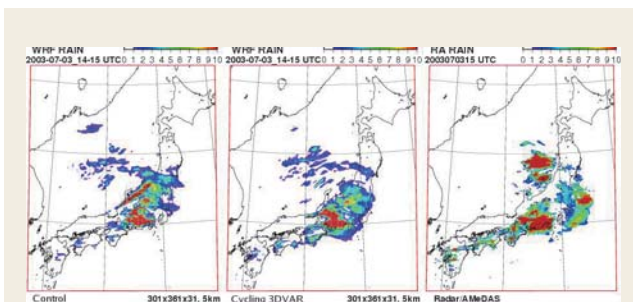 WRF RAIN
0 1 2 3 4 5 6 7 8 9 10
2003-07-03_14-15 UTC
Control
301x361x31, 5km
WRF RAIN
0 1 2 3 4 5 6 7 8 9 10
2003-07-03_14-15 UTC
Cycling 3DVAR
301x361x31, 5km
RA RAIN
0 1 2 3 4 5 6 7 8 9 10
2003070315 UTC
Radar/AMeDAS